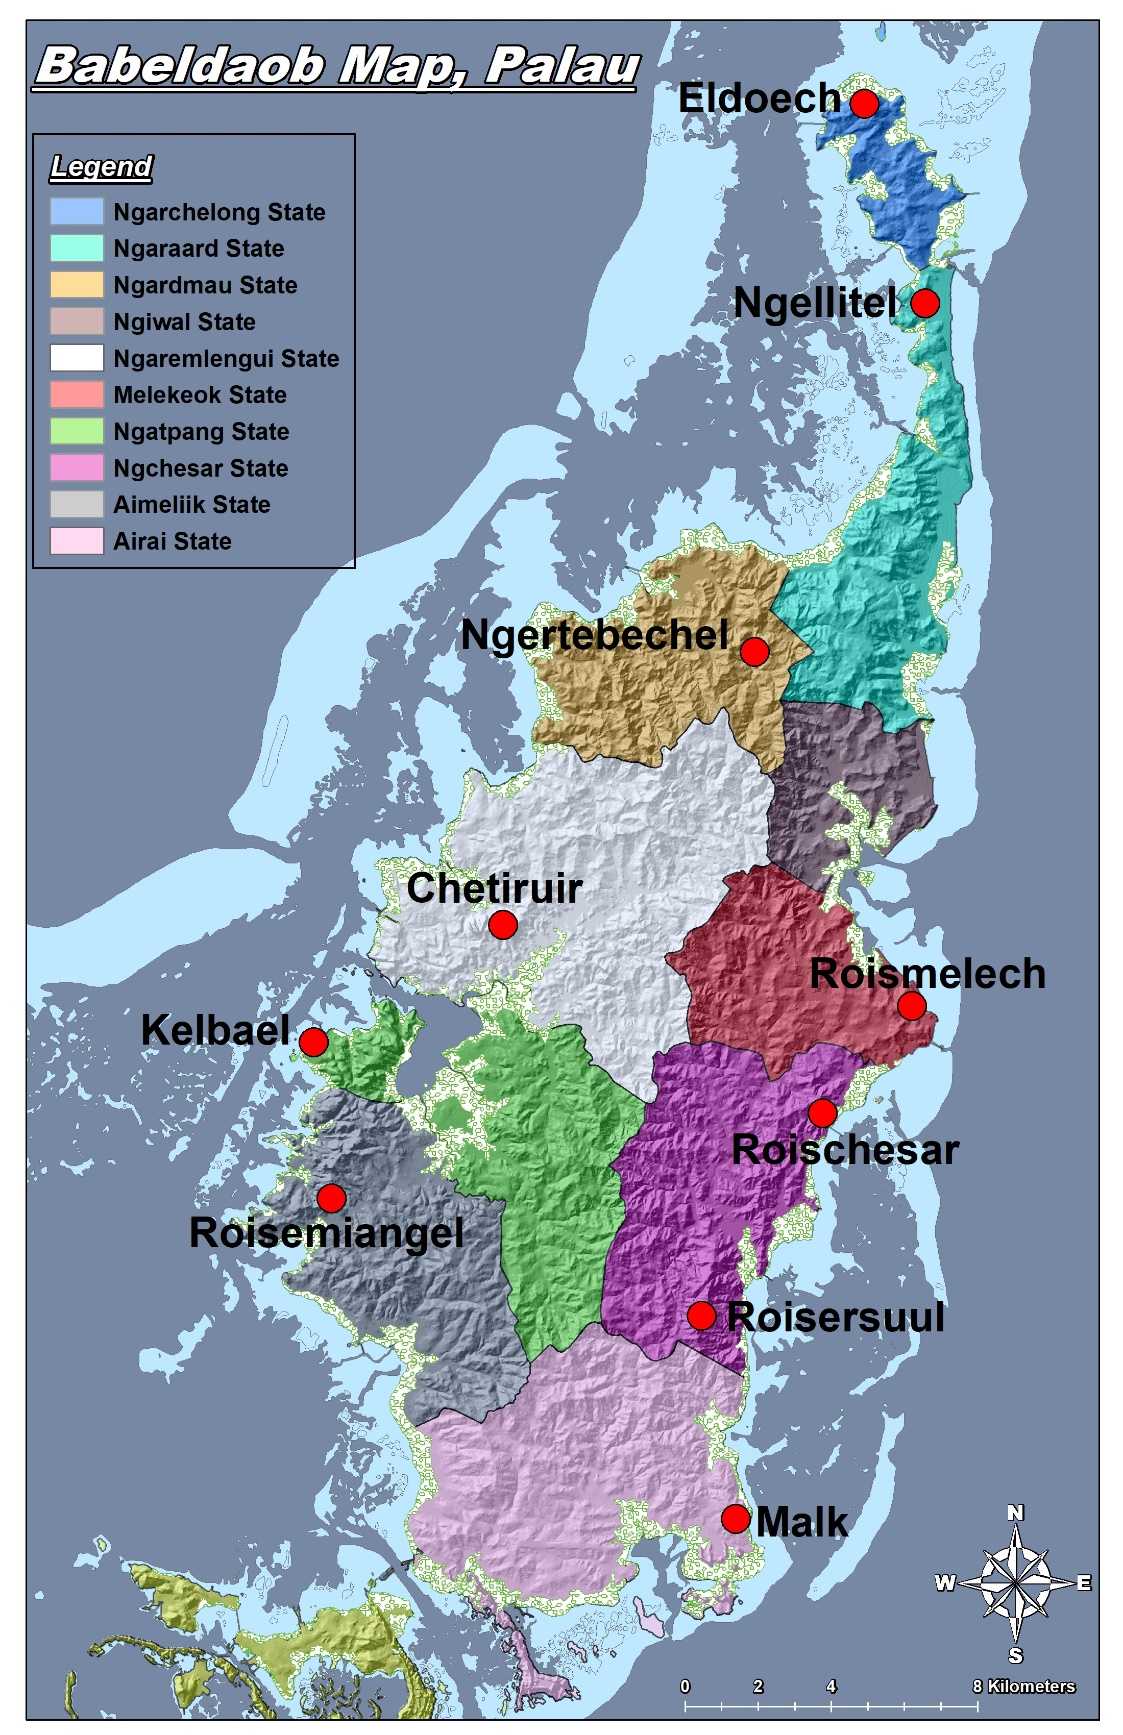 Babeldaob Map, Palau
Legend
Ngarchelong State
Ngaraard State
Ngardmau State
Ngiwal State
Ngaremlengui State
Melekeok State
Ngatpang State
Ngchesar State
Aimeliik State
Airai State
Eldoech
Ngellitel
Ngertebechel
Chetiruir
Roismelech
Kelbael
Roischesar
Roisemiangel
Roisersuul
Malk
N
W E
S
0 2 4 8 Kilometers